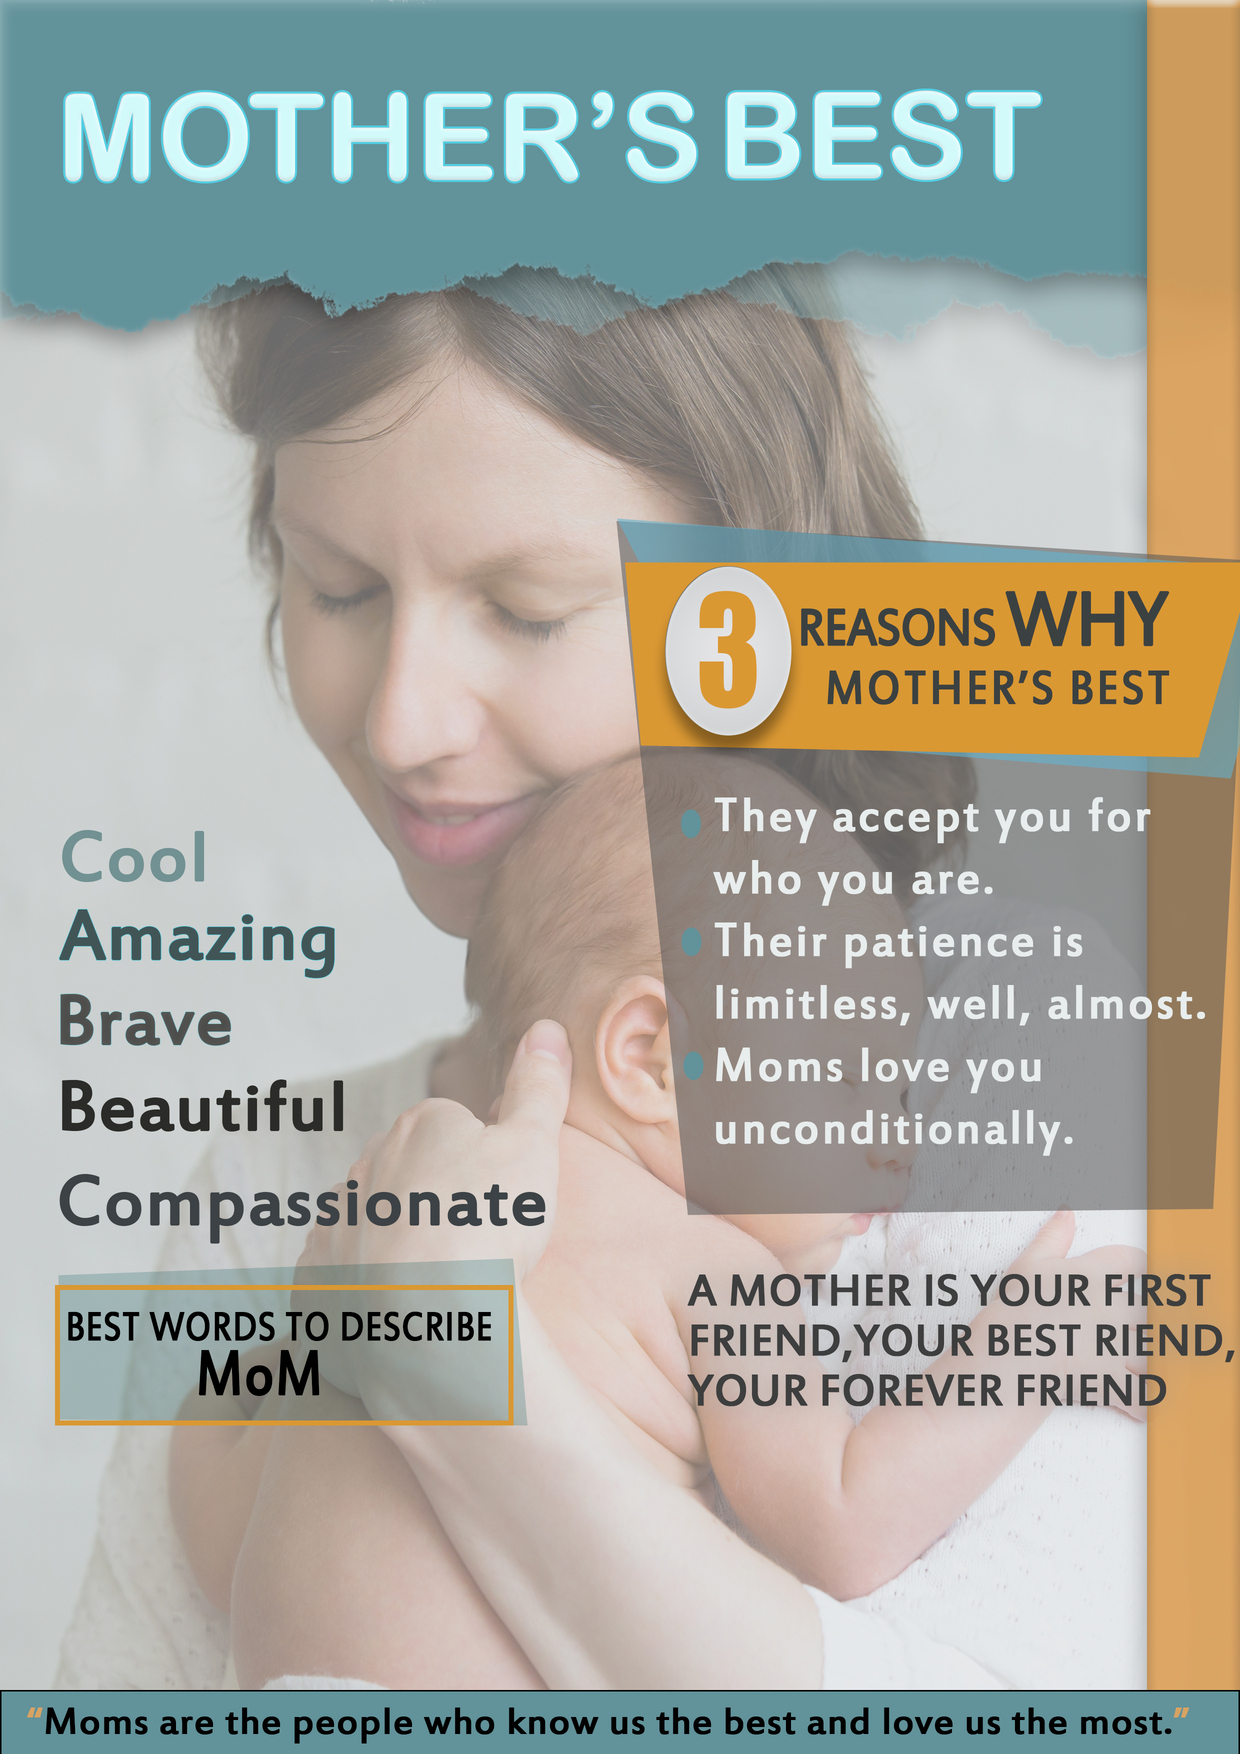 MOTHER’S BEST
3 REASONS WHY
MOTHER’S BEST
They accept you for
who you are.
Their patience is
limitless, well, almost.
Moms love you
unconditionally.
Cool
Amazing
Brave
Beautiful
Compassionate
BEST WORDS TO DESCRIBE
MoM
A MOTHER IS YOUR FIRST
FRIEND,YOUR BEST RIEND,
YOUR FOREVER FRIEND
“Moms are the people who know us the best and love us the most.”